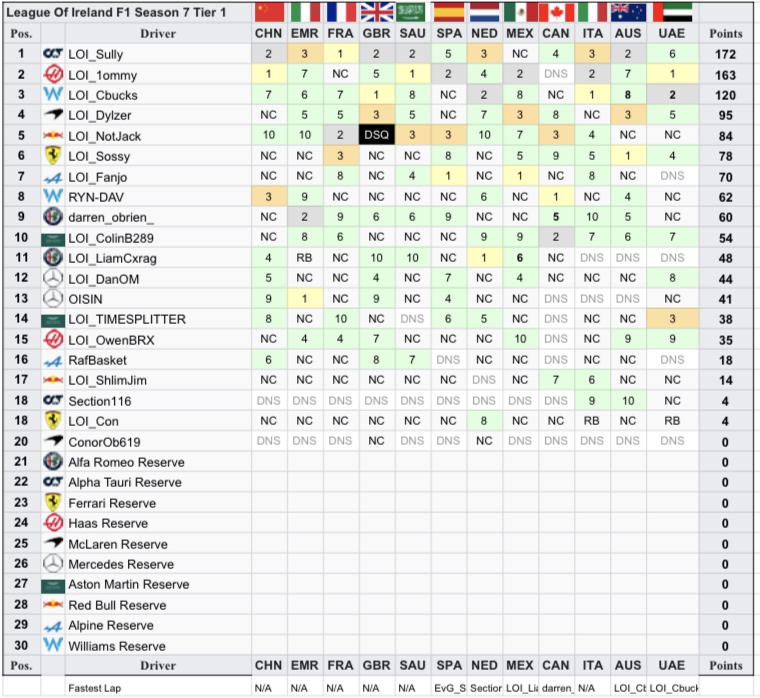 League Of Ireland F1 Season 7 Tier 1
Pos. Driver CHN EMR FRA GBR SAU SPA NED MEX CAN ITA AUS UAE Points
1 LOI_Sully 2 3 1 2 2 5 3 NC 4 3 2 6 172
2 LOI_1ommy 1 7 NC 5 1 2 4 2 DNS 2 7 1 163
3 LOI_Cbucks 7 6 7 1 8 NC 2 8 NC 1 8 2 120
4 LOI_Dylzer NC 5 5 3 5 NC 7 3 8 NC 3 5 95
5 LOI_NotJack 10 10 2 DSQ 3 3 10 7 3 4 NC NC 84
6 LOI_Sossy NC NC 3 NC NC 8 NC 5 9 5 1 4 78
7 LOI_Fanjo NC NC 8 NC 4 1 NC 1 NC 8 NC DNS 70
8 RYN-DAV 3 9 NC NC NC NC 6 NC 1 NC 4 NC 62
9 darren_obrien_ NC 2 9 6 6 9 NC NC 5 10 5 NC 60
10 LOI_ColinB289 NC 8 6 NC NC NC 9 9 2 7 6 7 54
11 LOI_LiamCxrag 4 RB NC 10 10 NC 1 6 NC DNS DNS DNS 48
12 LOI_DanOM 5 NC NC 4 NC 7 NC 4 NC NC NC 8 44
13 OISIN 9 1 NC 9 NC 4 NC NC DNS DNS DNS NC 41
14 LOI_TIMESPLITTER 8 NC 10 NC DNS 6 5 NC DNS DNS DNS 3 38
15 LOI_OwenBRX NC 4 4 7 NC NC NC 10 DNS NC 9 9 35
16 RafBasket 6 NC NC 8 7 DNS NC NC DNS NC NC DNS 18
17 LOI_ShlimJim NC NC NC NC NC NC DNS NC 7 6 NC NC 14
18 Section116 DNS DNS DNS DNS DNS DNS DNS DNS DNS 9 10 NC 4
18 LOI_Con NC NC NC NC NC NC 8 NC NC RB NC RB 4
20 ConorOb619 DNS DNS DNS NC DNS DNS NC DNS DNS DNS DNS DNS 0
21 Alfa Romeo Reserve 0
22 Alpha Tauri Reserve 0
23 Ferrari Reserve 0
24 Haas Reserve 0
25 McLaren Reserve 0
26 Mercedes Reserve 0
27 Aston Martin Reserve 0
28 Red Bull Reserve 0
29 Alpine Reserve 0
30 Williams Reserve 0
Pos. Driver CHN EMR FRA GBR SAU SPA NED MEX CAN ITA AUS UAE Points
Fastest Lap N/A N/A N/A N/A N/A EvG_S Section LOI_Lia darren_ N/A LOI_Cb LOI_Cbuck